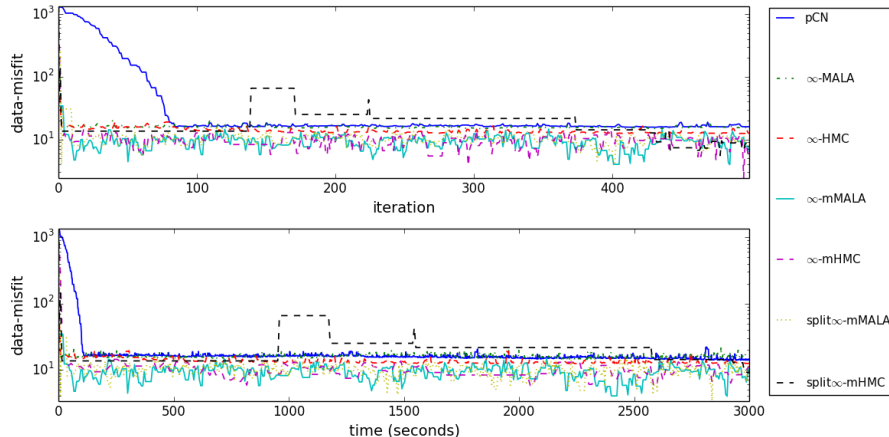 10³
10²
10¹
data-misfit
0
100
200
300
400
iteration
10³
10²
10¹
data-misfit
0
500
1000
1500
2000
2500
3000
time (seconds)
pCN
∞-MALA
∞-HMC
∞-mMALA
∞-mHMC
split∞-mMALA
split∞-mHMC